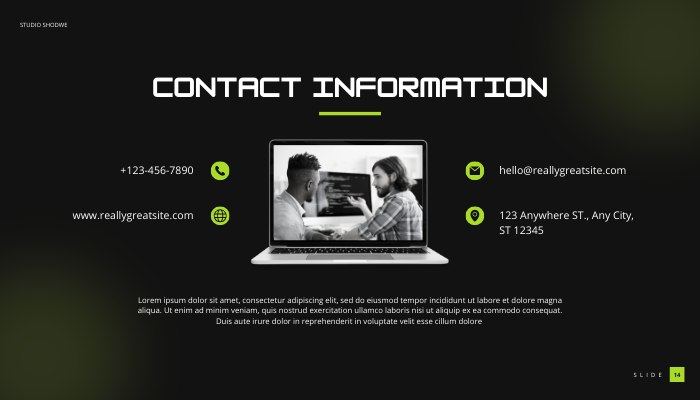 STUDIO SHODWE
CONTACT INFORMATION
+123-456-7890
hello@reallygreatsite.com
www.reallygreatsite.com
123 Anywhere ST., Any City,
ST 12345
Lorem ipsum dolor sit amet, consectetur adipiscing elit, sed do eiusmod tempor incididunt ut labore et dolore magna
aliqua. Ut enim ad minim veniam, quis nostrud exercitation ullamco laboris nisi ut aliquip ex ea commodo consequat.
Duis aute irure dolor in reprehenderit in voluptate velit esse cillum dolore
SLIDE 14